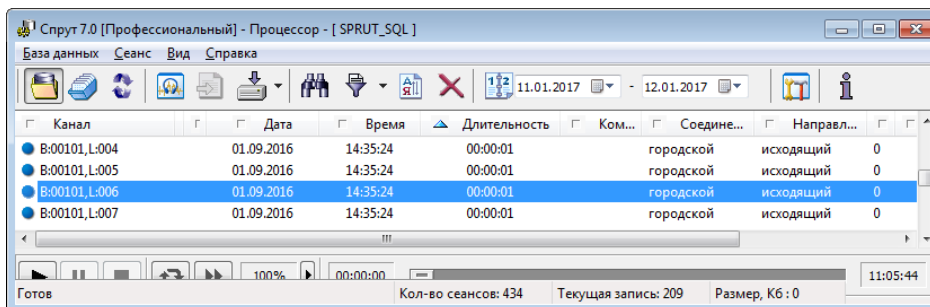 Спрут 7.0 [Профессиональный] - Процессор - [ SPRUT_SQL ]
База данных Сеанс Вид Справка
11.01.2017 - 12.01.2017
Канал Дата Время Длительность Ком... Соедине... Направл...
B:00101,L:004 01.09.2016 14:35:24 00:00:01 городской исходящий 0
B:00101,L:005 01.09.2016 14:35:24 00:00:01 городской исходящий 0
B:00101,L:006 01.09.2016 14:35:24 00:00:01 городской исходящий 0
B:00101,L:007 01.09.2016 14:35:24 00:00:01 городской исходящий 0
100% 00:00:00 11:05:44
Готов Кол-во сеансов: 434 Текущая запись: 209 Размер, Кб : 0